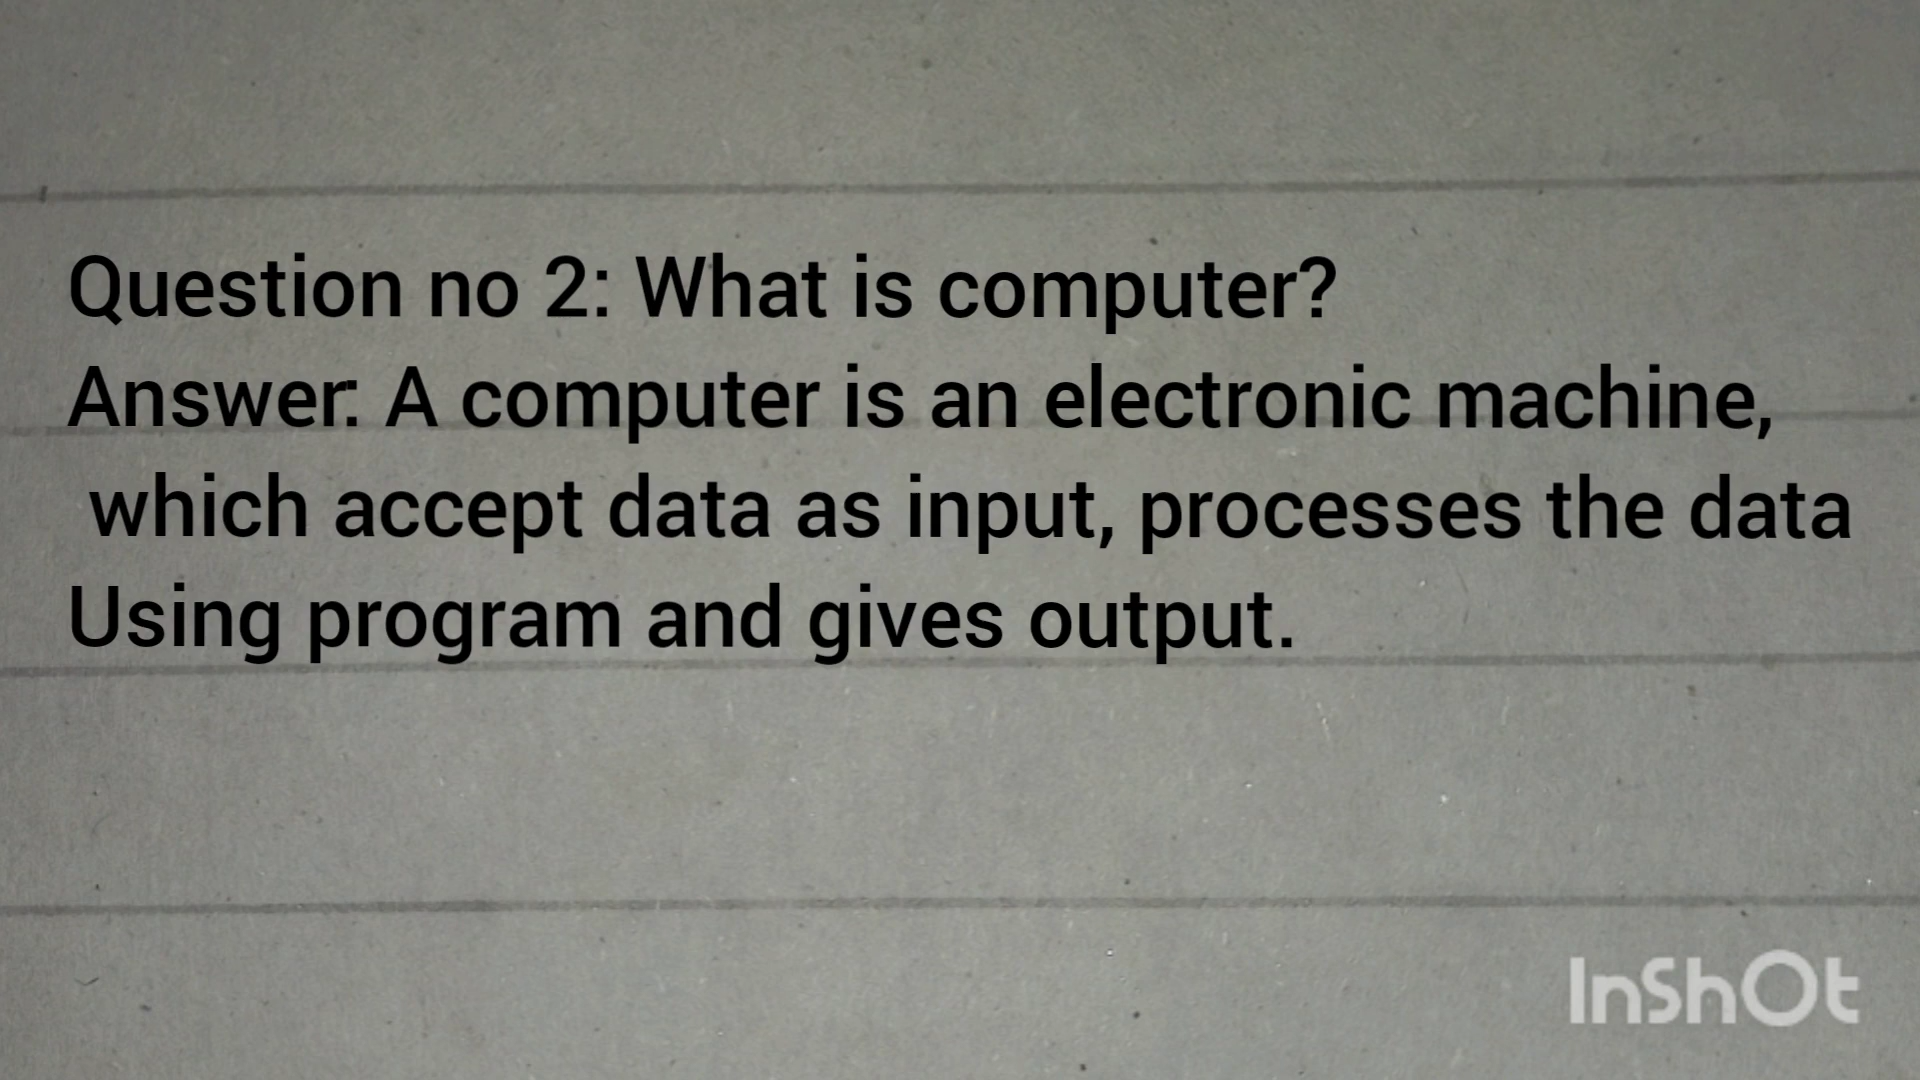 Question no 2: What is computer?
Answer: A computer is an electronic machine,
which accept data as input, processes the data
Using program and gives output.
InShOt